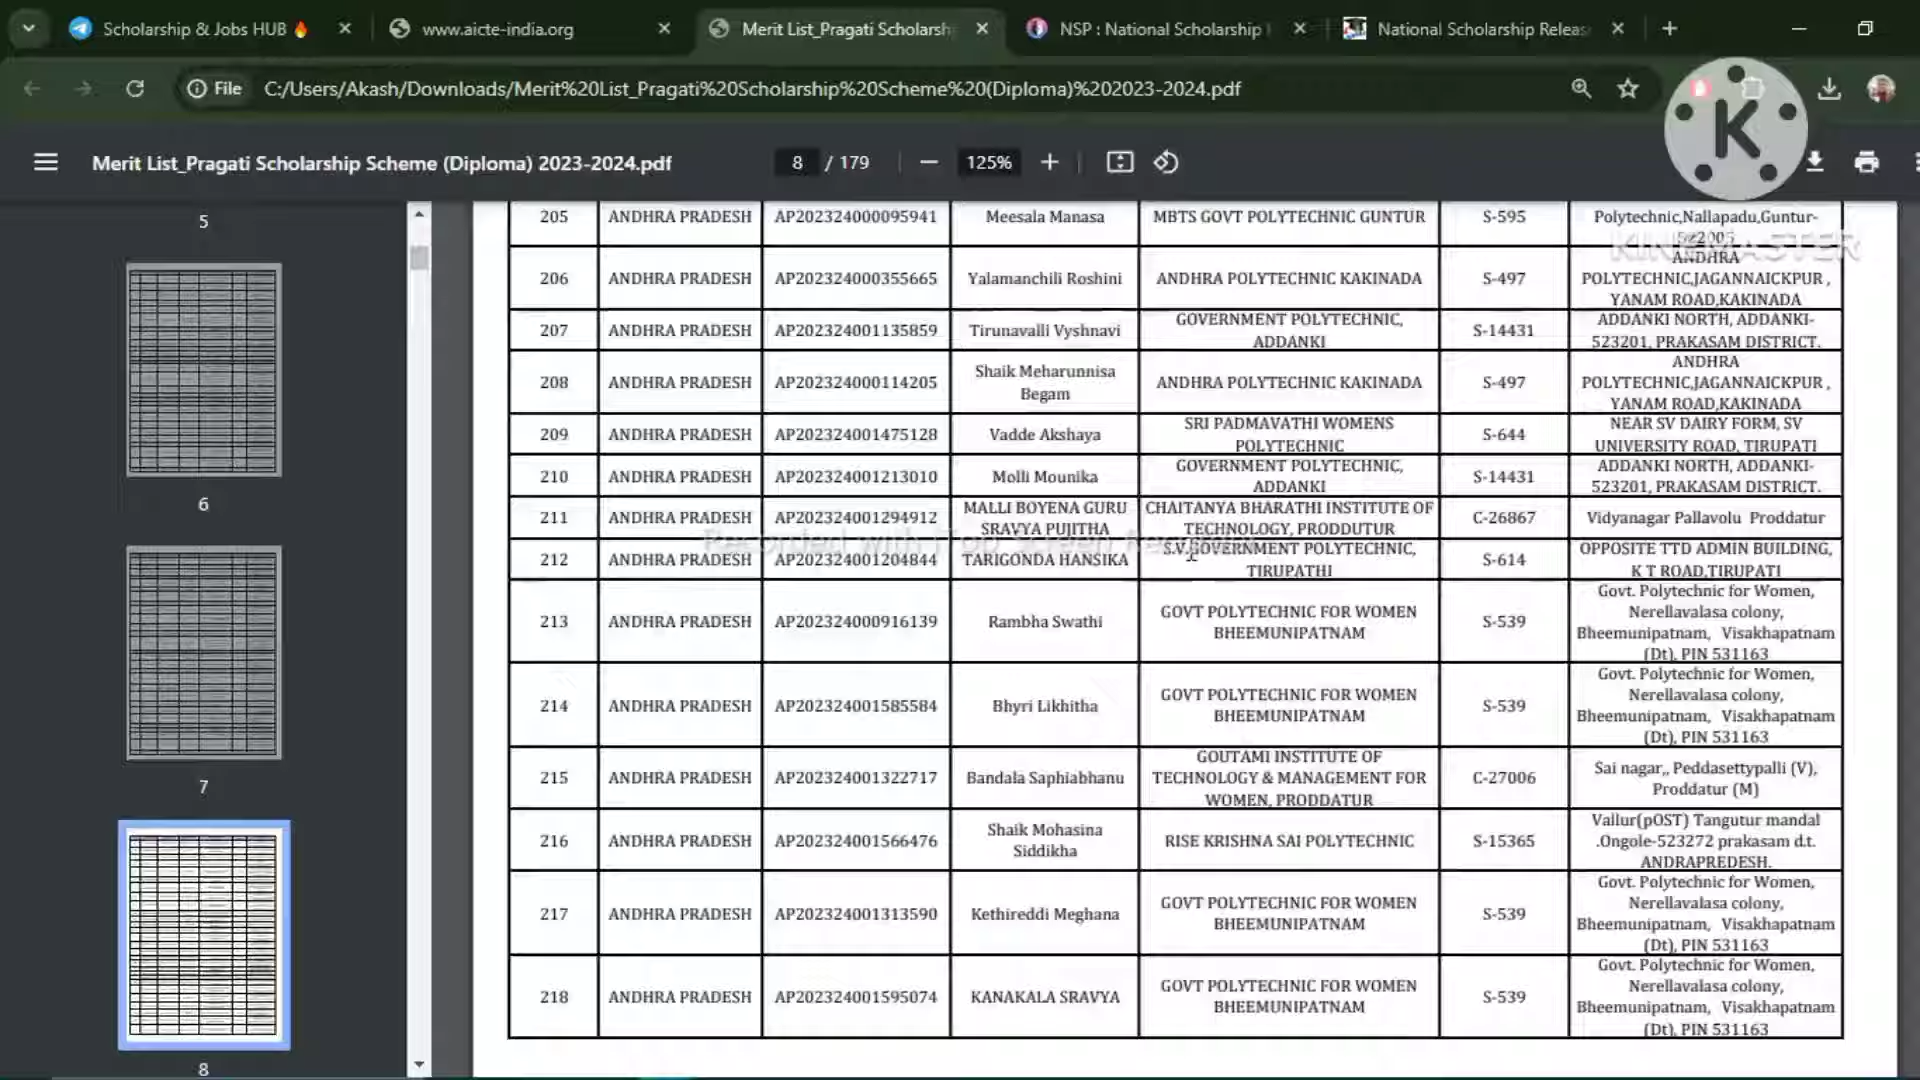 Scholarship & Jobs HUB 🔥
www.aicte-india.org
Merit List_Pragati Scholarsh
NSP : National Scholarship
National Scholarship Releas
File
C:/Users/Akash/Downloads/Merit%20List_Pragati%20Scholarship%20Scheme%20(Diploma)%202023-2024.pdf
K
Merit List_Pragati Scholarship Scheme (Diploma) 2023-2024.pdf
8 / 179
125%
KINEMASTER
5
6
7
8
205 ANDHRA PRADESH AP202324000095941 Meesala Manasa MBTS GOVT POLYTECHNIC GUNTUR S-595 Polytechnic,Nallapadu,Guntur-
522005
206 ANDHRA PRADESH AP202324000355665 Yalamanchili Roshini ANDHRA POLYTECHNIC KAKINADA S-497 ANDHRA
POLYTECHNIC,JAGANNAICKPUR ,
YANAM ROAD,KAKINADA
207 ANDHRA PRADESH AP202324001135859 Tirunavalli Vyshnavi GOVERNMENT POLYTECHNIC,
ADDANKI S-14431 ADDANKI NORTH, ADDANKI-
523201, PRAKASAM DISTRICT.
208 ANDHRA PRADESH AP202324000114205 Shaik Meharunnisa
Begam ANDHRA POLYTECHNIC KAKINADA S-497 ANDHRA
POLYTECHNIC,JAGANNAICKPUR ,
YANAM ROAD,KAKINADA
209 ANDHRA PRADESH AP202324001475128 Vadde Akshaya SRI PADMAVATHI WOMENS
POLYTECHNIC S-644 NEAR SV DAIRY FORM, SV
UNIVERSITY ROAD, TIRUPATI
210 ANDHRA PRADESH AP202324001213010 Molli Mounika GOVERNMENT POLYTECHNIC,
ADDANKI S-14431 ADDANKI NORTH, ADDANKI-
523201, PRAKASAM DISTRICT.
211 ANDHRA PRADESH AP202324001294912 MALLI BOYENA GURU
SRAVYA PUJITHA CHAITANYA BHARATHI INSTITUTE OF
TECHNOLOGY, PRODDUTUR C-26867 Vidyanagar Pallavolu Proddatur
Recorded with iTop Screen Recorder
212 ANDHRA PRADESH AP202324001204844 TARIGONDA HANSIKA S.V.GOVERNMENT POLYTECHNIC,
TIRUPATHI S-614 OPPOSITE TTD ADMIN BUILDING,
K T ROAD,TIRUPATI
213 ANDHRA PRADESH AP202324000916139 Rambha Swathi GOVT POLYTECHNIC FOR WOMEN
BHEEMUNIPATNAM S-539 Govt. Polytechnic for Women,
Nerellavalasa colony,
Bheemunipatnam, Visakhapatnam
(Dt), PIN 531163
214 ANDHRA PRADESH AP202324001585584 Bhyri Likhitha GOVT POLYTECHNIC FOR WOMEN
BHEEMUNIPATNAM S-539 Govt. Polytechnic for Women,
Nerellavalasa colony,
Bheemunipatnam, Visakhapatnam
(Dt), PIN 531163
215 ANDHRA PRADESH AP202324001322717 Bandala Saphiabhanu GOUTAMI INSTITUTE OF
TECHNOLOGY & MANAGEMENT FOR
WOMEN, PRODDATUR C-27006 Sai nagar,, Peddasettypalli (V),
Proddatur (M)
216 ANDHRA PRADESH AP202324001566476 Shaik Mohasina
Siddikha RISE KRISHNA SAI POLYTECHNIC S-15365 Vallur(pOST) Tangutur mandal
.Ongole-523272 prakasam d.t.
ANDRAPREDESH.
217 ANDHRA PRADESH AP202324001313590 Kethireddi Meghana GOVT POLYTECHNIC FOR WOMEN
BHEEMUNIPATNAM S-539 Govt. Polytechnic for Women,
Nerellavalasa colony,
Bheemunipatnam, Visakhapatnam
(Dt), PIN 531163
218 ANDHRA PRADESH AP202324001595074 KANAKALA SRAVYA GOVT POLYTECHNIC FOR WOMEN
BHEEMUNIPATNAM S-539 Govt. Polytechnic for Women,
Nerellavalasa colony,
Bheemunipatnam, Visakhapatnam
(Dt), PIN 531163